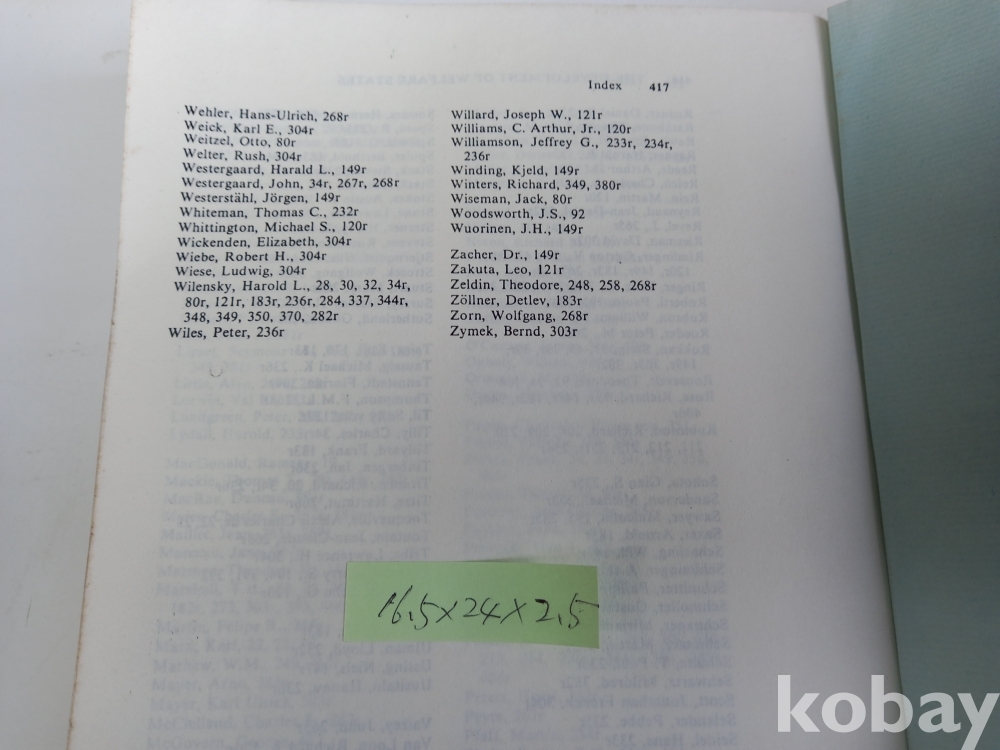 Index 417
Wehler, Hans-Ulrich, 268r
Weick, Karl E., 304r
Weitzel, Otto, 80r
Welter, Rush, 304r
Westergaard, Harald L., 149r
Westergaard, John, 34r, 267r, 268r
Westerståhl, Jörgen, 149r
Whiteman, Thomas C., 232r
Whittington, Michael S., 120r
Wickenden, Elizabeth, 304r
Wiebe, Robert H., 304r
Wiese, Ludwig, 304r
Wilensky, Harold L., 28, 30, 32, 34r,
80r, 121r, 183r, 236r, 284, 337, 344r,
348, 349, 350, 370, 282r
Wiles, Peter, 236r
Willard, Joseph W., 121r
Williams, C. Arthur, Jr., 120r
Williamson, Jeffrey G., 233r, 234r,
236r
Winding, Kjeld, 149r
Winters, Richard, 349, 380r
Wiseman, Jack, 80r
Woodsworth, J.S., 92
Wuorinen, J.H., 149r
Zacher, Dr., 149r
Zakuta, Leo, 121r
Zeldin, Theodore, 248, 258, 268r
Zöllner, Detlev, 183r
Zorn, Wolfgang, 268r
Zymek, Bernd, 303r
16.5×24×2.5
kobay